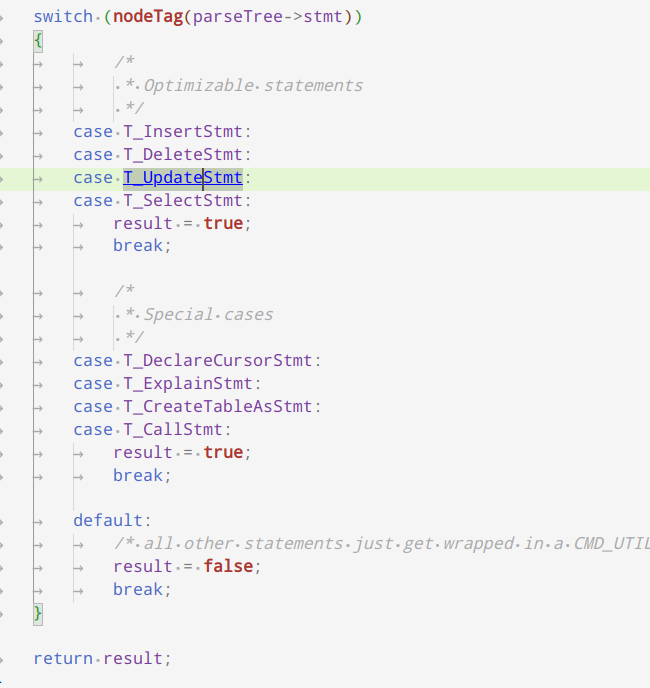 switch (nodeTag(parseTree->stmt))
{
/*
* Optimizable statements
*/
case T_InsertStmt:
case T_DeleteStmt:
case T_UpdateStmt:
case T_SelectStmt:
result = true;
break;
/*
* Special cases
*/
case T_DeclareCursorStmt:
case T_ExplainStmt:
case T_CreateTableAsStmt:
case T_CallStmt:
result = true;
break;
default:
/* all other statements just get wrapped in a CMD_UTIL
result = false;
break;
}
return result;